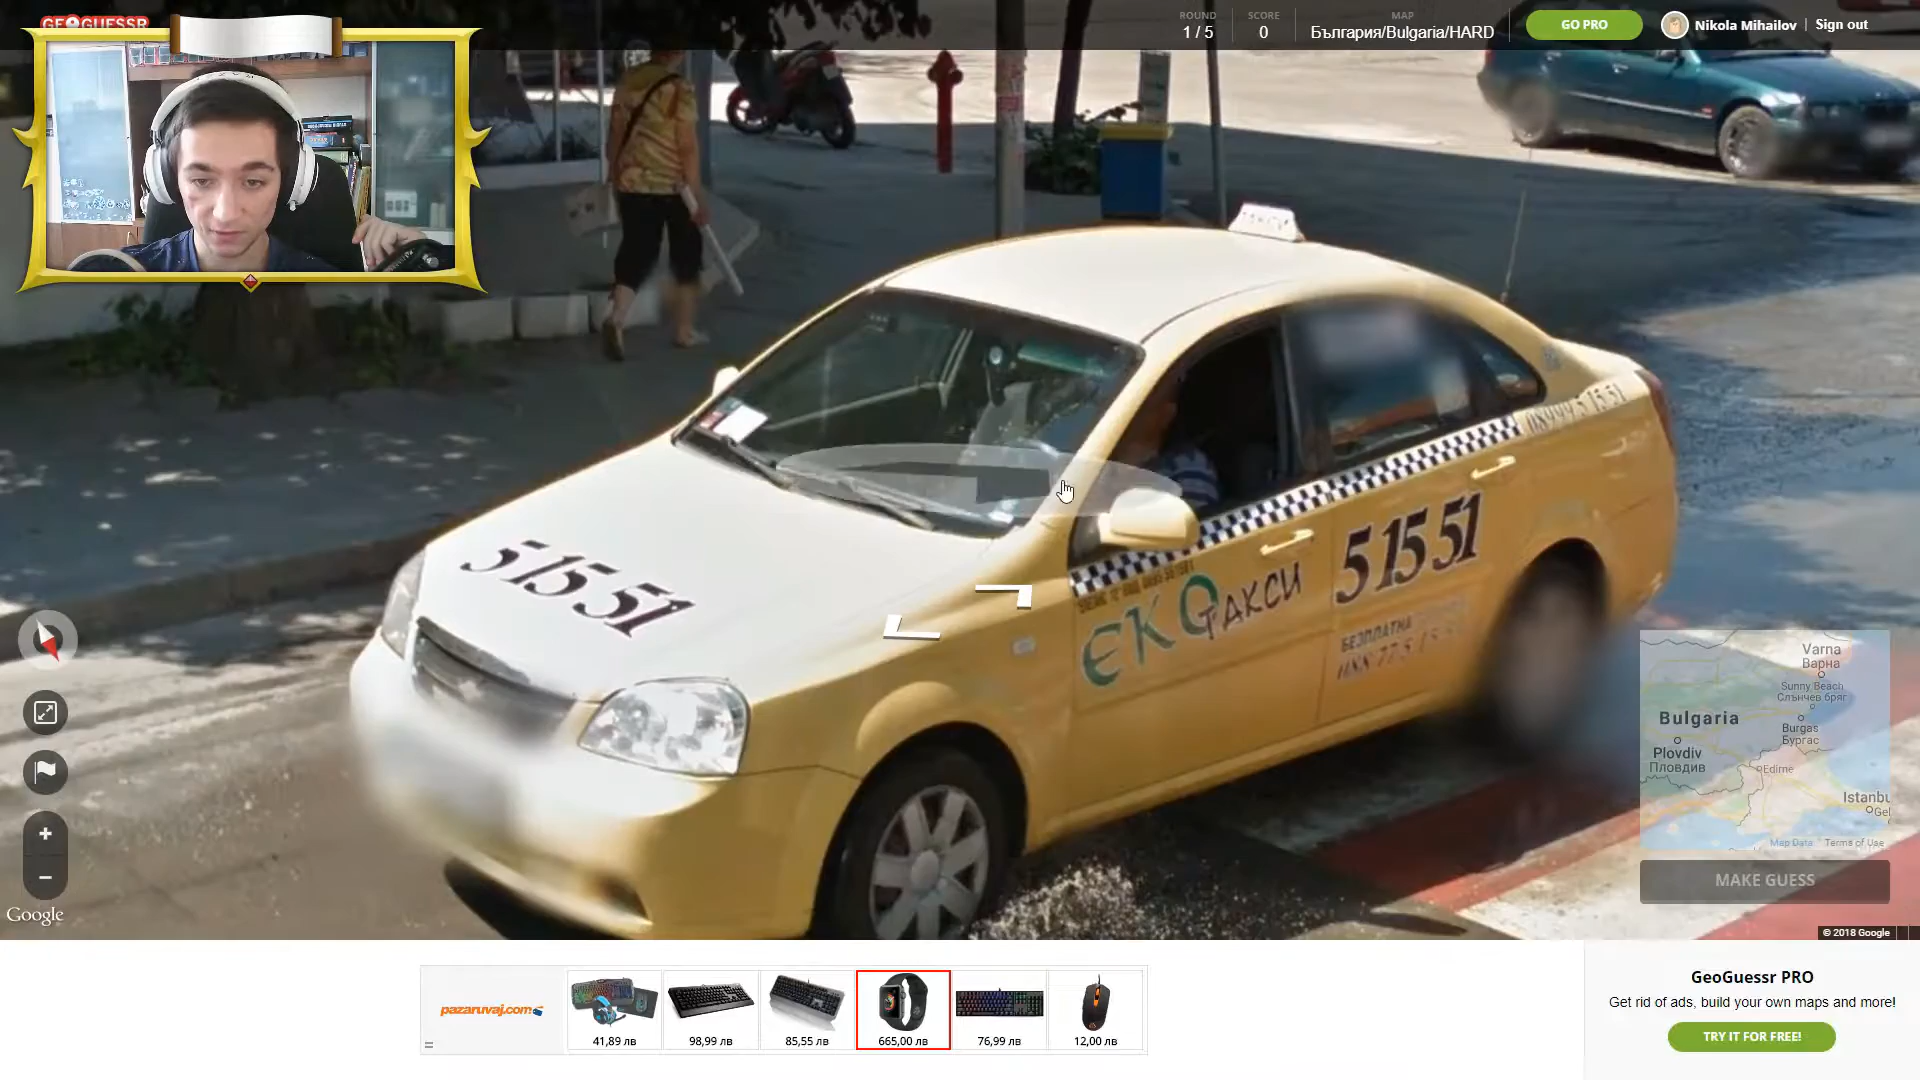 GEOGUESSR
ROUND
1 / 5
SCORE
0
MAP
България/Bulgaria/HARD
GO PRO
Nikola Mihailov
Sign out
51551
ЕКО ТАКСИ
51551
БЕЗПЛАТНА
Varna
Варна
Sunny Beach
Слънчев бряг
Bulgaria
Burgas
Бургас
Plovdiv
Пловдив
Edirne
Istanbu
Map Data
Terms of Use
MAKE GUESS
Google
© 2018 Google
pazaruvaj.com
41,89 лв
98,99 лв
85,55 лв
665,00 лв
76,99 лв
12,00 лв
GeoGuessr PRO
Get rid of ads, build your own maps and more!
TRY IT FOR FREE!